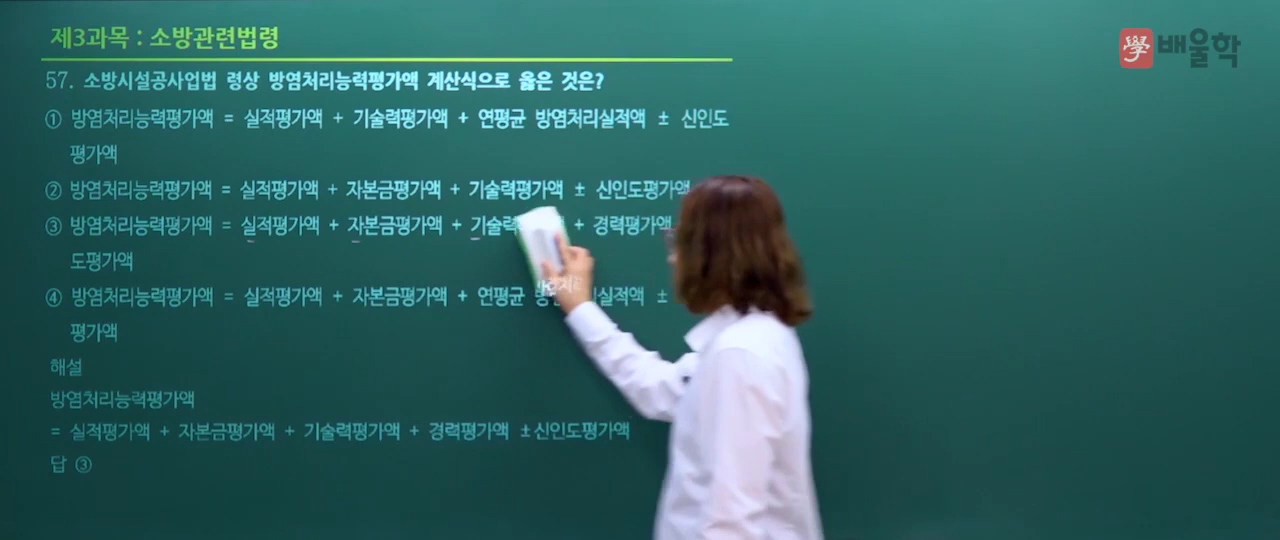 제3과목 : 소방관련법령
學 배울학
57. 소방시설공사업법 령상 방염처리능력평가액 계산식으로 옳은 것은?
① 방염처리능력평가액 = 실적평가액 + 기술력평가액 + 연평균 방염처리실적액 ± 신인도
평가액
② 방염처리능력평가액 = 실적평가액 + 자본금평가액 + 기술력평가액 ± 신인도평가액
③ 방염처리능력평가액 = 실적평가액 + 자본금평가액 + 기술력 + 경력평가액
도평가액
④ 방염처리능력평가액 = 실적평가액 + 자본금평가액 + 연평균 실적액 ±
평가액
해설
방염처리능력평가액
= 실적평가액 + 자본금평가액 + 기술력평가액 + 경력평가액 ±신인도평가액
답 ③